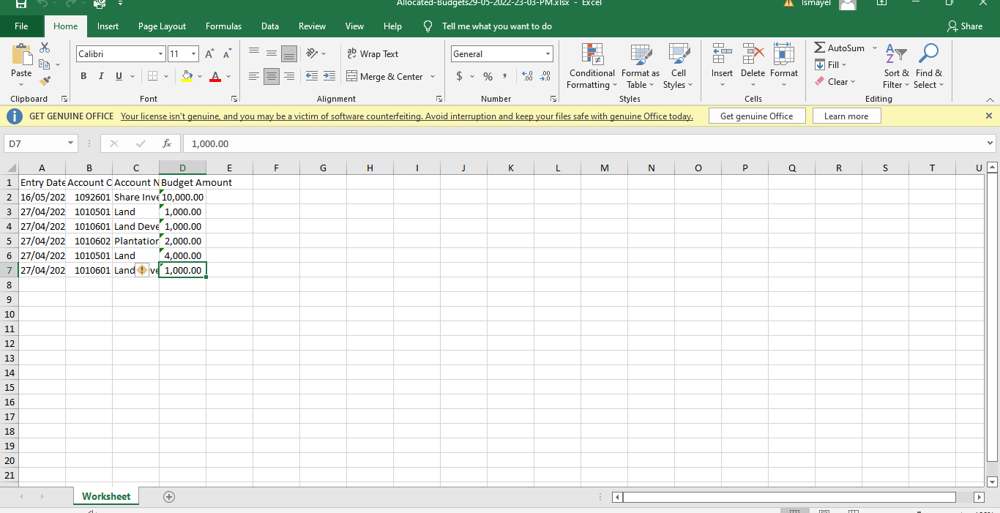 Allocated-Budgets29-05-2022-23-03-PM.xlsx - Excel
Ismayel
File Home Insert Page Layout Formulas Data Review View Help Tell me what you want to do Share
Calibri 11 Wrap Text General AutoSum
Paste Conditional Formatting Format as Table Cell Styles Insert Delete Format Fill Sort & Filter Find & Select
B I U A Merge & Center $ % Clear
Clipboard Font Alignment Number Styles Cells Editing
GET GENUINE OFFICE Your license isn't genuine, and you may be a victim of software counterfeiting. Avoid interruption and keep your files safe with genuine Office today. Get genuine Office Learn more
D7 fx 1,000.00
A B C D E F G H I J K L M N O P Q R S T U
1 Entry Date Account C Account N Budget Amount
2 16/05/202 1092601 Share Inve 10,000.00
3 27/04/202 1010501 Land 1,000.00
4 27/04/202 1010601 Land Deve 1,000.00
5 27/04/202 1010602 Plantation 2,000.00
6 27/04/202 1010501 Land 4,000.00
7 27/04/202 1010601 Land ve 1,000.00
8
9
10
11
12
13
14
15
16
17
18
19
20
21
Worksheet